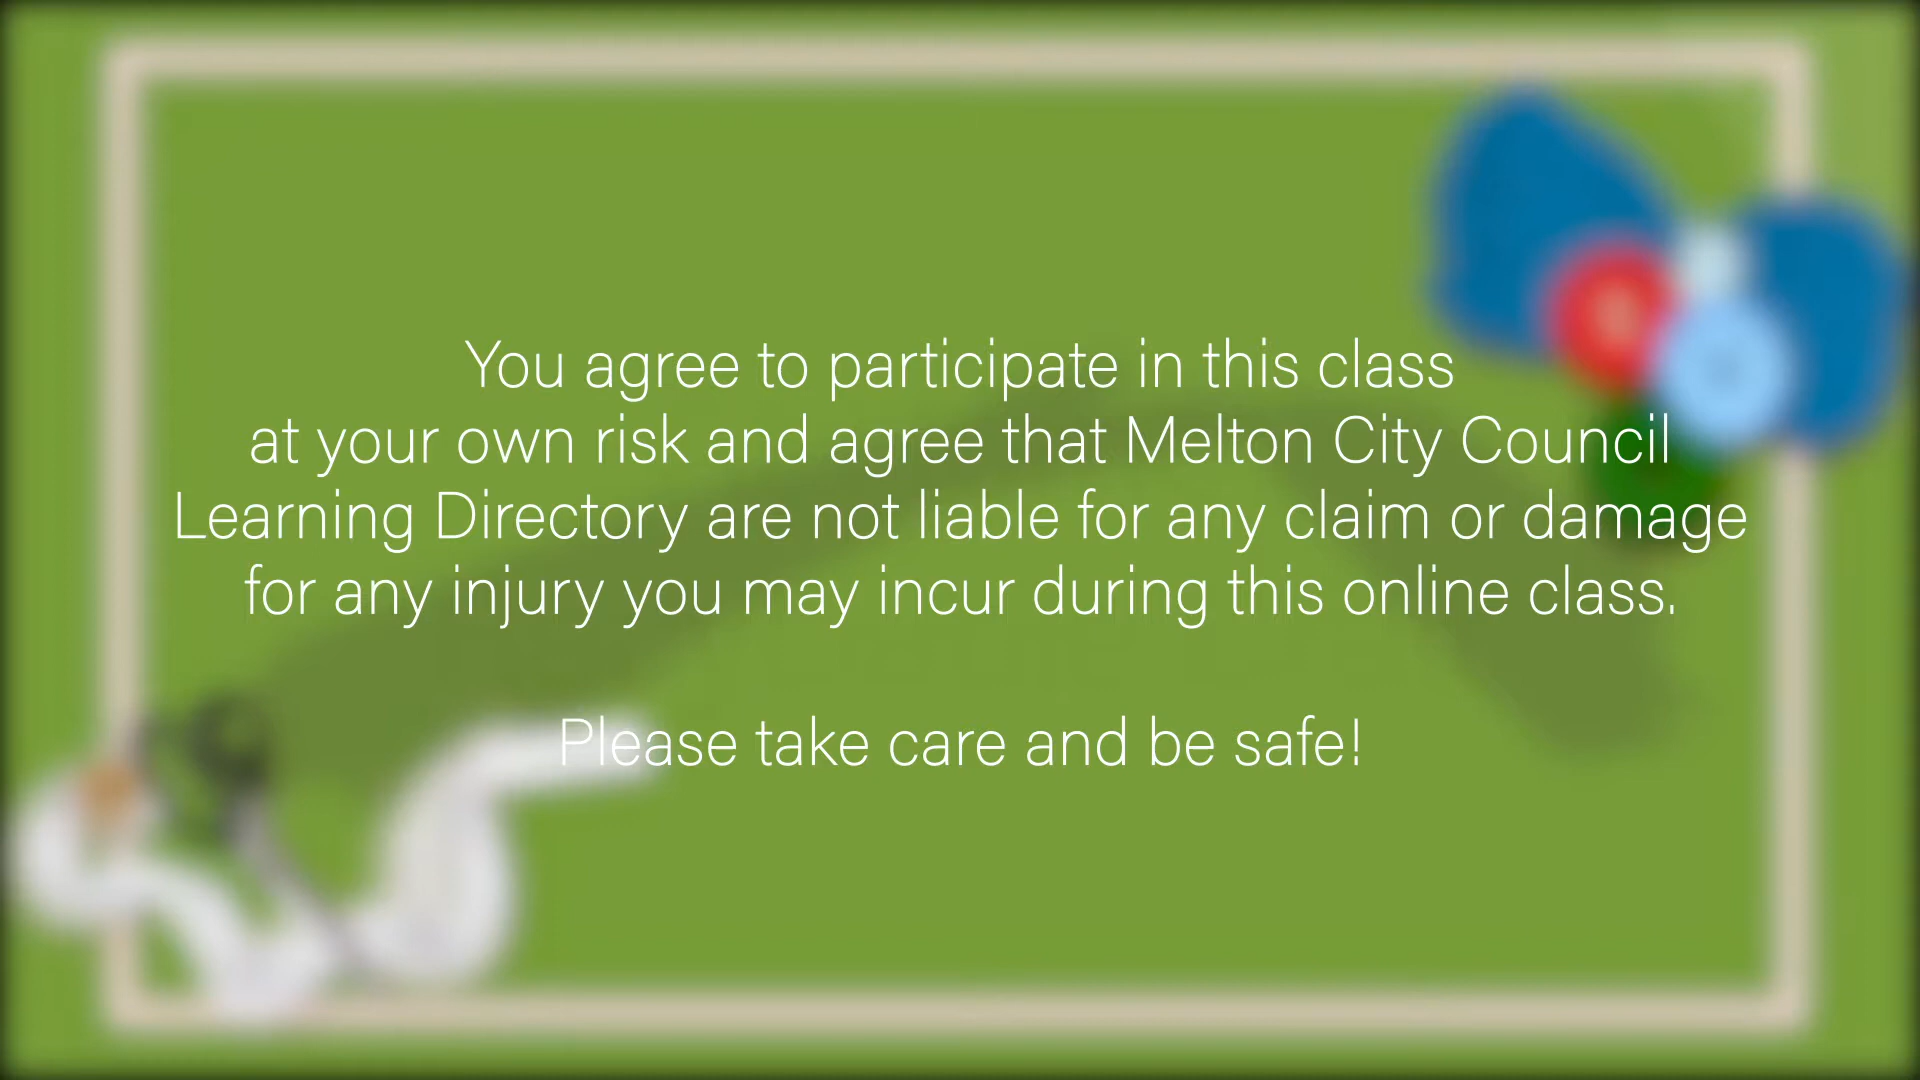 You agree to participate in this class
at your own risk and agree that Melton City Council
Learning Directory are not liable for any claim or damage
for any injury you may incur during this online class.
Please take care and be safe!